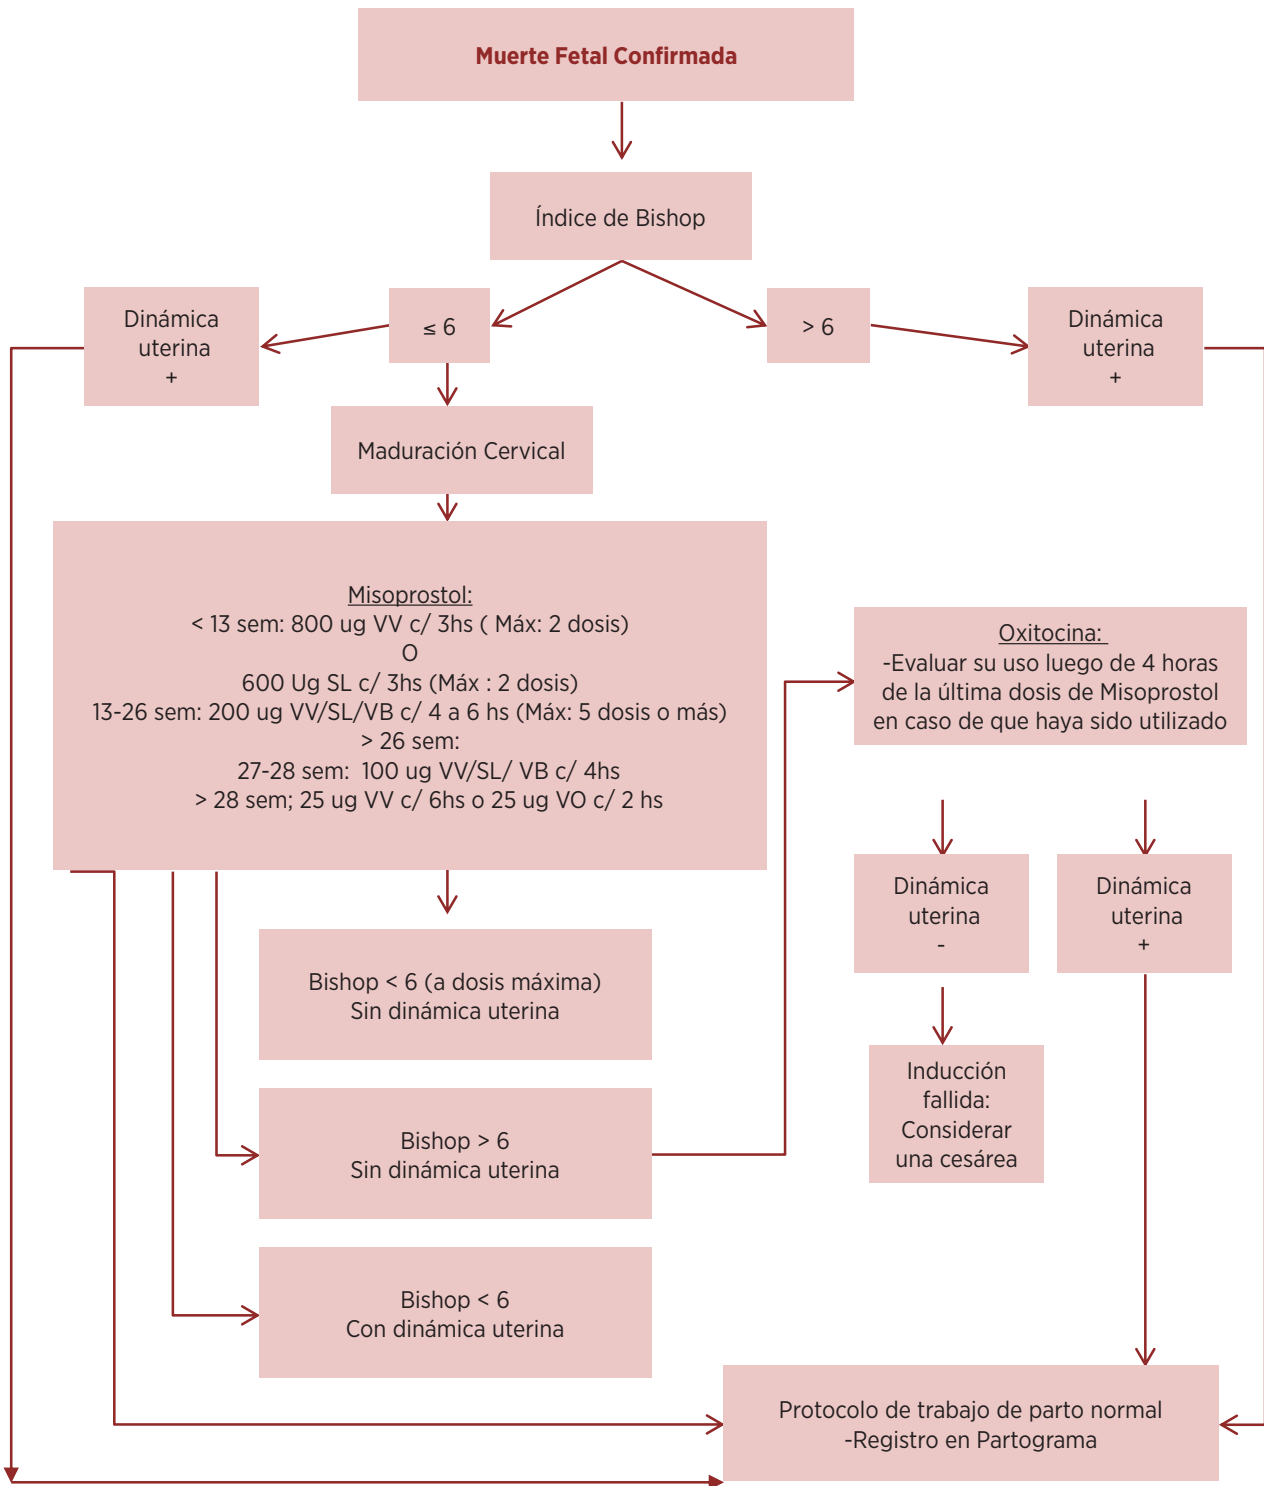 Muerte Fetal Confirmada
Índice de Bishop
Dinámica
uterina
+
≤ 6
> 6
Dinámica
uterina
+
Maduración Cervical
Misoprostol:
< 13 sem: 800 ug VV c/ 3hs ( Máx: 2 dosis)
O
600 Ug SL c/ 3hs (Máx : 2 dosis)
13-26 sem: 200 ug VV/SL/VB c/ 4 a 6 hs (Máx: 5 dosis o más)
> 26 sem:
27-28 sem: 100 ug VV/SL/ VB c/ 4hs
> 28 sem; 25 ug VV c/ 6hs o 25 ug VO c/ 2 hs
Oxitocina:
-Evaluar su uso luego de 4 horas
de la última dosis de Misoprostol
en caso de que haya sido utilizado
Dinámica
uterina
-
Dinámica
uterina
+
Bishop < 6 (a dosis máxima)
Sin dinámica uterina
Inducción
fallida:
Considerar
una cesárea
Bishop > 6
Sin dinámica uterina
Bishop < 6
Con dinámica uterina
Protocolo de trabajo de parto normal
-Registro en Partograma